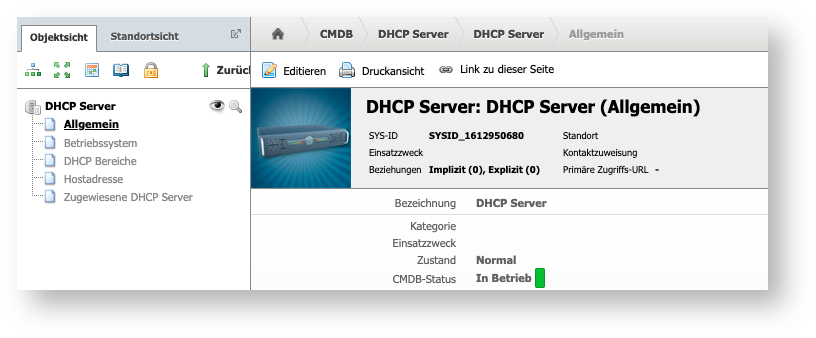 Objektsicht
Standortsicht
Zurüc
DHCP Server
Allgemein
Betriebssystem
DHCP Bereiche
Hostadresse
Zugewiesene DHCP Server
CMDB DHCP Server DHCP Server Allgemein
Editieren Druckansicht Link zu dieser Seite
DHCP Server: DHCP Server (Allgemein)
SYS-ID SYSID_1612950680 Standort
Einsatzzweck Kontaktzuweisung
Beziehungen Implizit (0), Explizit (0) Primäre Zugriffs-URL -
Bezeichnung DHCP Server
Kategorie
Einsatzzweck
Zustand Normal
CMDB-Status In Betrieb